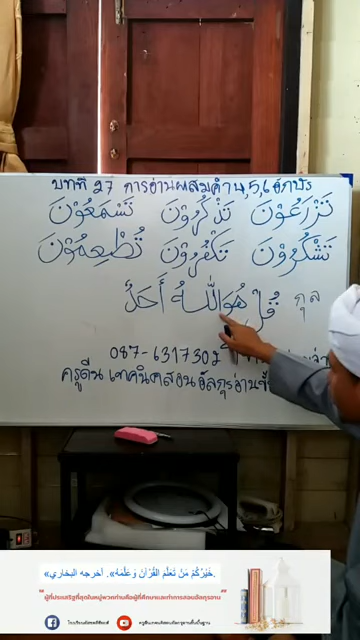 บทที่ 27 การอ่านผสมคำ 4,5,6 อักษร
تَزْرَعُوْنَ تَذْكُرُوْنَ تَسْمَعُوْنَ
تَشْكُرُوْنَ تَكْفُرُوْنَ تُطْعِمُوْنَ
قُلْ هُوَ اللّٰهُ أَحَدٌ กุล
087-6317302
ครูดีน เทคนิคสอน อัลกุรอ่านขั้น
«خَيْرُكُمْ مَنْ تَعَلَّمَ القُرْآنَ وَعَلَّمَهُ». أخرجه البخاري.
"ผู้ที่ประเสริฐที่สุดในหมู่พวกท่านคือผู้ที่ศึกษาและทำการสอนอัลกุรอาน"